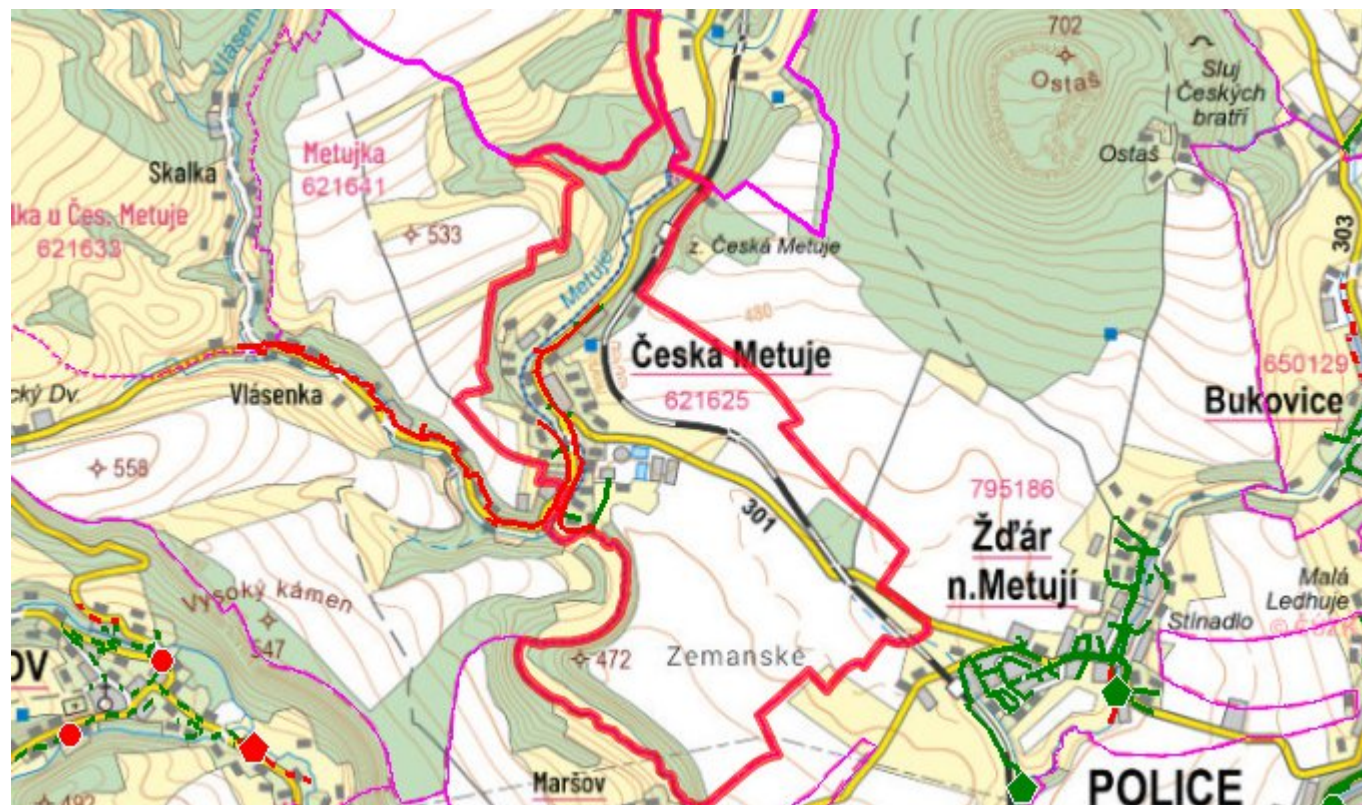 702
Ostaš
Sluj
Českých
bratří
Vlásen
Metujka
621641
Skalka
Ostaš
lka u Čes. Metuje
621633
533
303
z. Česká Metuje
Metuje
480
Česká Metuje
621625
650129
Bukovice
cký Dv.
Vlásenka
558
795186
301
Žďár
n.Metují
Malá
Ledhuje
Stínadlo
Vysoký kámen
547
OV
472
Zemanské
Maršov
POLICE
492